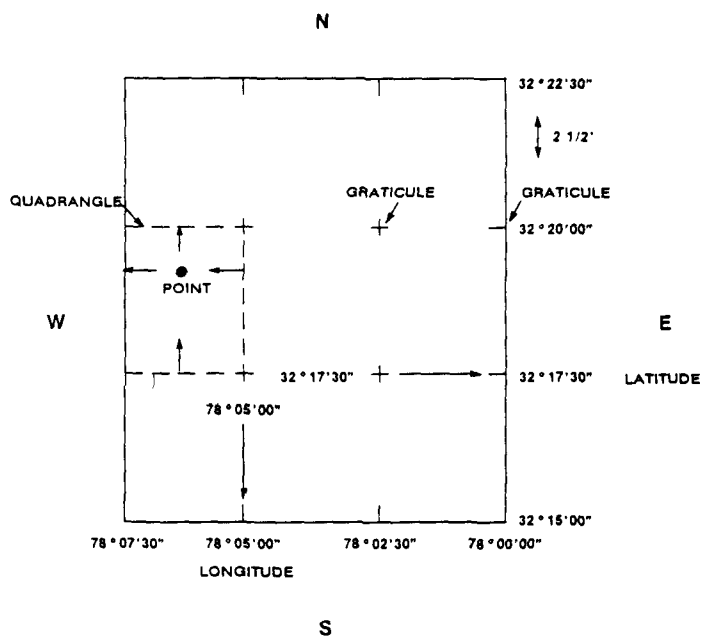 N
32°22'30"
2 1/2'
QUADRANGLE
GRATICULE
GRATICULE
32°20'00"
POINT
W
E
32°17'30"
32°17'30"
LATITUDE
78°05'00"
32°15'00"
78°07'30"
78°05'00"
78°02'30"
78°00'00"
LONGITUDE
S